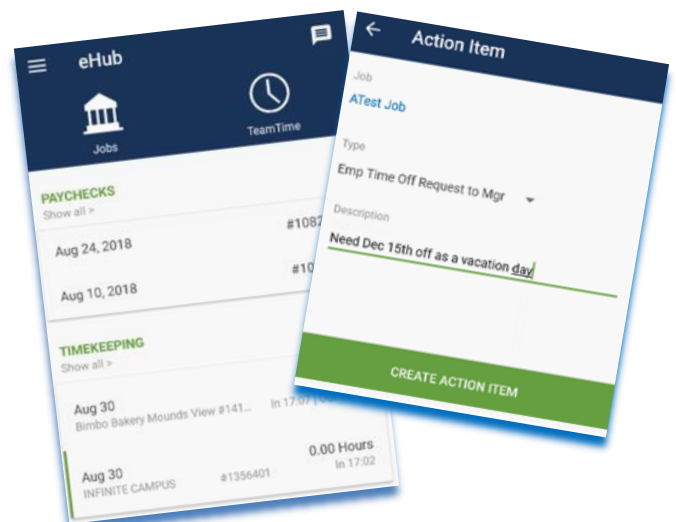 eHub
Jobs
TeamTime
PAYCHECKS
Show all >
Aug 24, 2018
#1082
Aug 10, 2018
#10
TIMEKEEPING
Show all >
Aug 30
Bimbo Bakery Mounds View #141... In 17:07 |
Aug 30
0.00 Hours
INFINITE CAMPUS #1356401 In 17:02
Action Item
Job
ATest Job
Type
Emp Time Off Request to Mgr
Description
Need Dec 15th off as a vacation day
CREATE ACTION ITEM